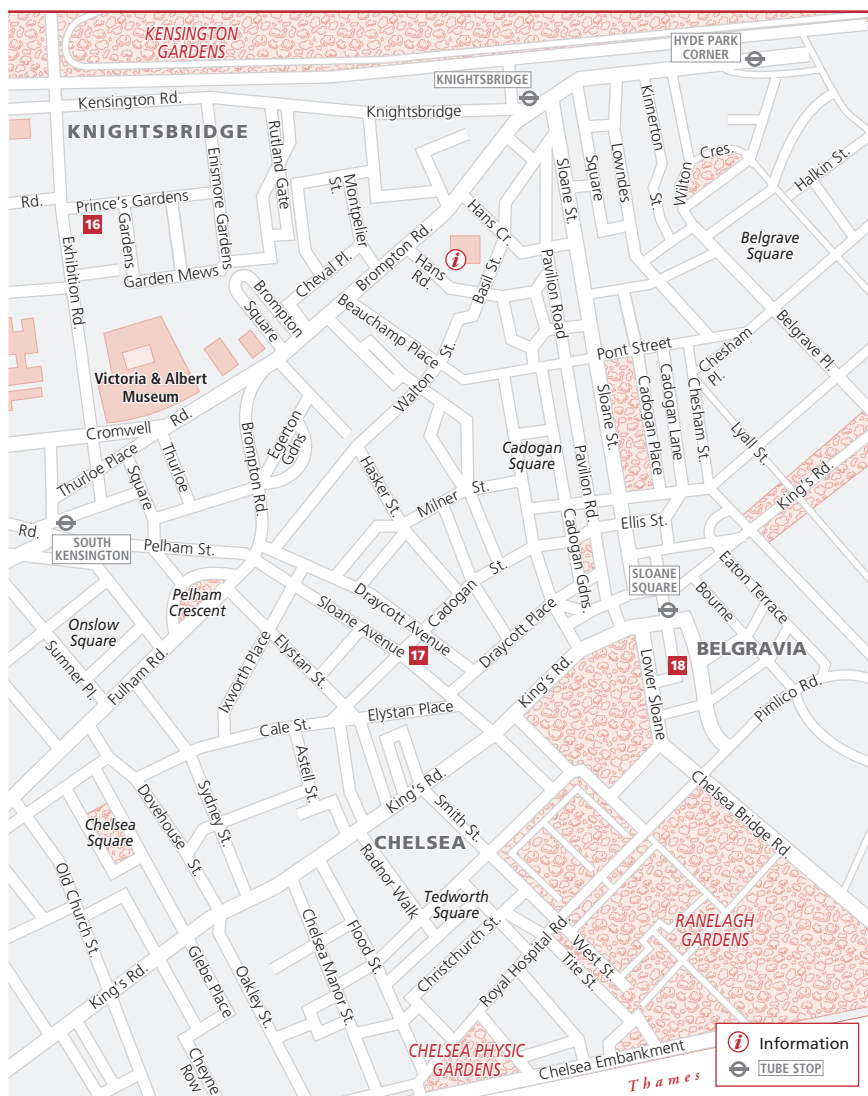 KENSINGTON
GARDENS
HYDE PARK
CORNER
KNIGHTSBRIDGE
Kensington Rd.
Knightsbridge
KNIGHTSBRIDGE
Rutland Gate
Enismore Gardens
Montpelier
St.
Sloane St.
Square
Lowndes
Kinnerton
St.
Wilton
Cres.
Halkin St.
Rd.
Prince's Gardens
16
Gardens
Exhibition Rd.
Garden Mews
Cheval Pl.
Brompton Rd.
Hans Cr.
Hans
Rd.
Basil St.
Belgrave
Square
Brompton
Square
Beauchamp Place
Pavilion Road
Pont Street
Belgrave Pl.
Chesham
Pl.
Victoria & Albert
Museum
Walton St.
Sloane St.
Cadogan Place
Cadogan Lane
Chesham St.
Lyall St.
King's Rd.
Cromwell Rd.
Thurloe Place
Thurloe
Square
Brompton Rd.
Egerton
Gdns
Hasker St.
Cadogan
Square
Pavilion Rd.
Milner St.
Ellis St.
Cadogan Gdns.
Rd.
SOUTH
KENSINGTON
Pelham St.
Pelham
Crescent
Sloane Avenue
Draycott Avenue
Cadogan St.
Draycott Place
SLOANE
SQUARE
Bourne
Eaton Terrace
Onslow
Square
Sumner Pl.
Fulham Rd.
Ixworth Place
Elystan St.
17
King's Rd.
Lower Sloane
18
BELGRAVIA
Pimlico Rd.
Cale St.
Elystan Place
Astell St.
Dovehouse St.
Sydney St.
King's Rd.
Smith St.
Chelsea Bridge Rd.
Chelsea
Square
CHELSEA
Radnor Walk
Tedworth
Square
Old Church St.
RANELAGH
GARDENS
Chelsea Manor St.
Flood St.
Christchurch St.
Royal Hospital Rd.
West St.
Tite St.
King's Rd.
Glebe Place
Oakley St.
Cheyne
Row
CHELSEA PHYSIC
GARDENS
Chelsea Embankment
Thames
i Information
TUBE STOP